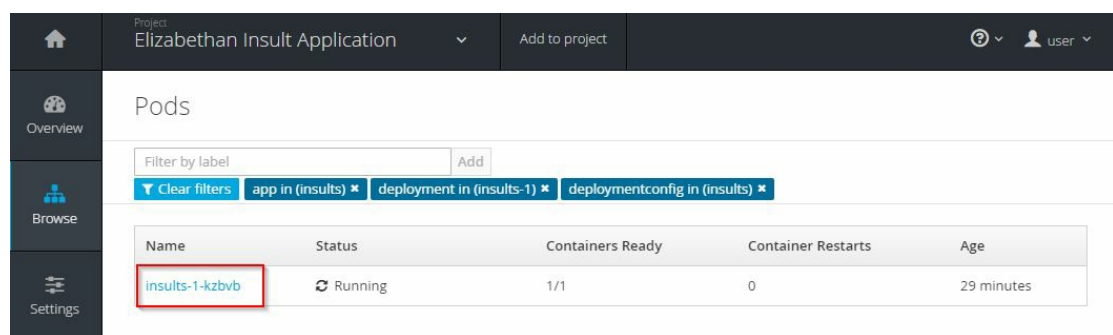 Project
Elizabethan Insult Application
Add to project
user
Overview
Browse
Settings
Pods
Filter by label Add
Clear filters app in (insults) × deployment in (insults-1) × deploymentconfig in (insults) ×
Name Status Containers Ready Container Restarts Age
insults-1-kzbvb Running 1/1 0 29 minutes